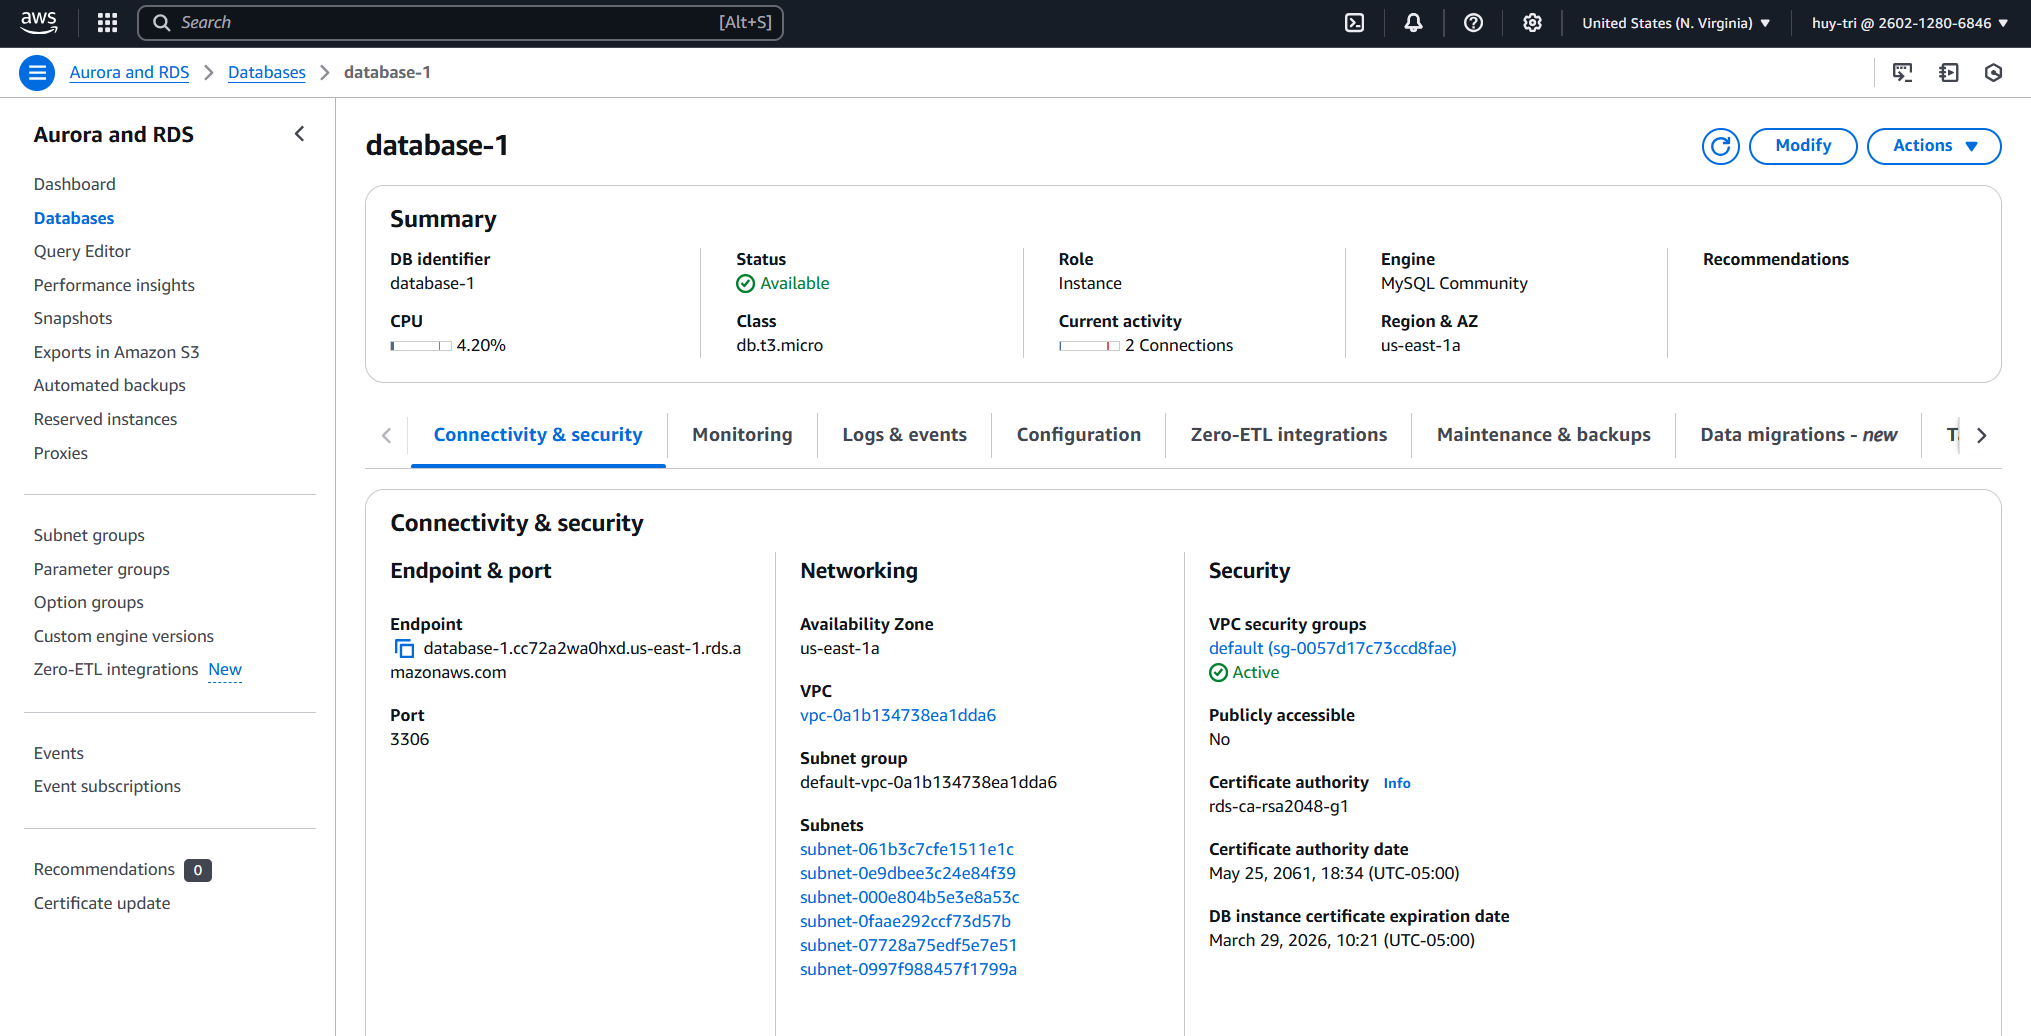 aws
Search [Alt+S]
United States (N. Virginia)
huy-tri @ 2602-1280-6846
Aurora and RDS
Databases
database-1
Aurora and RDS
Dashboard
Databases
Query Editor
Performance insights
Snapshots
Exports in Amazon S3
Automated backups
Reserved instances
Proxies
Subnet groups
Parameter groups
Option groups
Custom engine versions
Zero-ETL integrations New
Events
Event subscriptions
Recommendations 0
Certificate update
database-1
Modify
Actions
Summary
DB identifier
database-1
CPU
4.20%
Status
Available
Class
db.t3.micro
Role
Instance
Current activity
2 Connections
Engine
MySQL Community
Region & AZ
us-east-1a
Recommendations
Connectivity & security
Monitoring
Logs & events
Configuration
Zero-ETL integrations
Maintenance & backups
Data migrations - new
Connectivity & security
Endpoint & port
Endpoint
database-1.cc72a2wa0hxd.us-east-1.rds.a
mazonaws.com
Port
3306
Networking
Availability Zone
us-east-1a
VPC
vpc-0a1b134738ea1dda6
Subnet group
default-vpc-0a1b134738ea1dda6
Subnets
subnet-061b3c7cfe1511e1c
subnet-0e9dbee3c24e84f39
subnet-000e804b5e3e8a53c
subnet-0faae292ccf73d57b
subnet-07728a75edf5e7e51
subnet-0997f988457f1799a
Security
VPC security groups
default (sg-0057d17c73ccd8fae)
Active
Publicly accessible
No
Certificate authority Info
rds-ca-rsa2048-g1
Certificate authority date
May 25, 2061, 18:34 (UTC-05:00)
DB instance certificate expiration date
March 29, 2026, 10:21 (UTC-05:00)